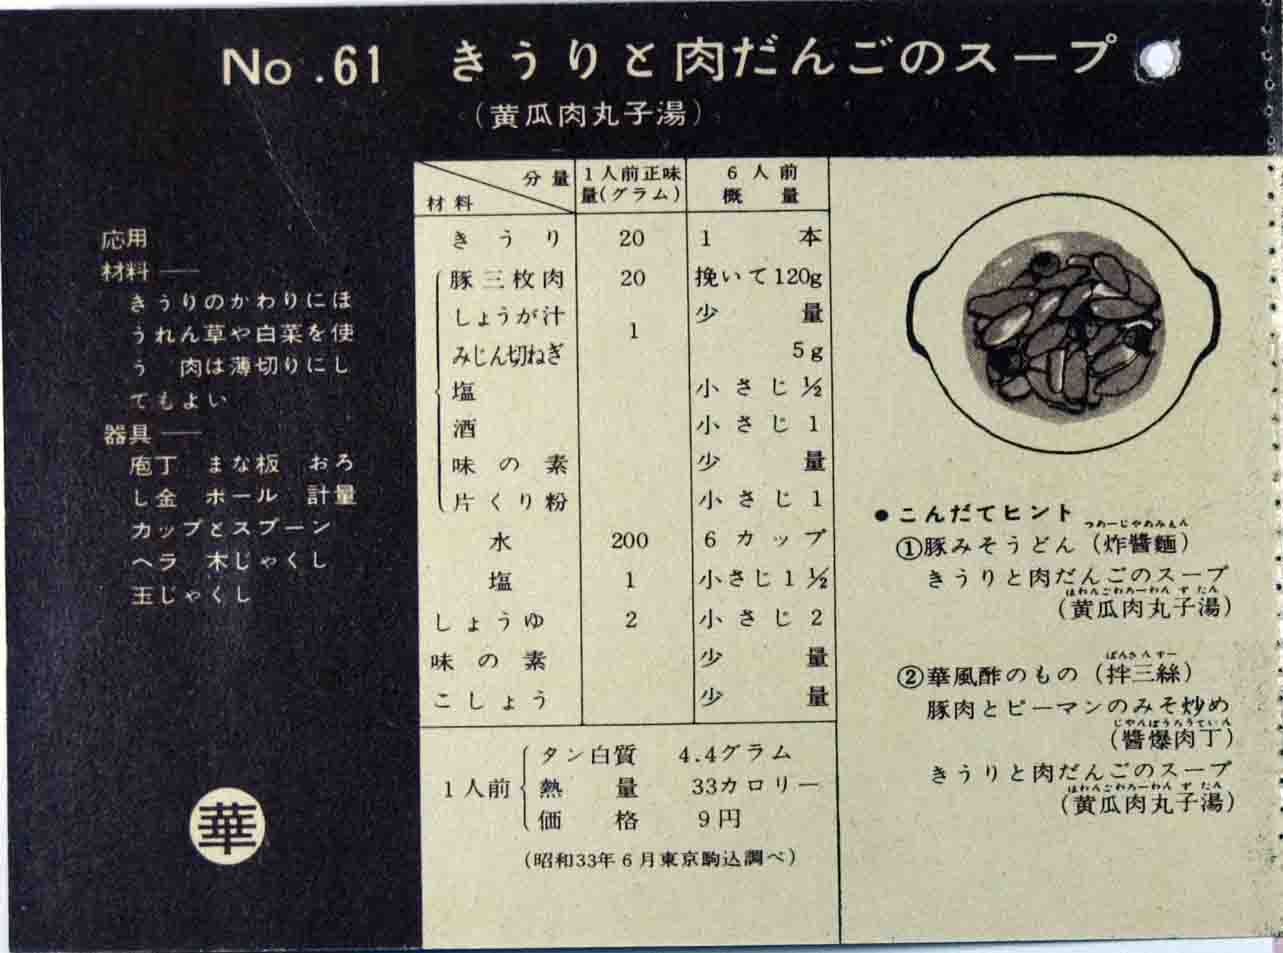 No.61 きうりと肉だんごのスープ
(黄瓜肉丸子湯)
応用
材料――
きうりのかわりにほ
うれん草や白菜を使
う 肉は薄切りにし
てもよい
器具――
庖丁 まな板 おろ
し金 ボール 計量
カップとスプーン
ヘラ 木じゃくし
玉じゃくし
華
材料 分量 1人前正味量(グラム) 6人前概量
きうり 20 1本
豚三枚肉 20 挽いて120g
しょうが汁 1 少量
みじん切ねぎ 5g
塩 小さじ½
酒 小さじ1
味の素 少量
片くり粉 小さじ1
水 200 6カップ
塩 1 小さじ1½
しょうゆ 2 小さじ2
味の素 少量
こしょう 少量
1人前
タン白質 4.4グラム
熱量 33カロリー
価格 9円
(昭和33年6月東京駒込調べ)
●こんだてヒント
①豚みそうどん(炸醬麵)
きうりと肉だんごのスープ
(黄瓜肉丸子湯)
②華風酢のもの(拌三絲)
豚肉とピーマンのみそ炒め
(醬爆肉丁)
きうりと肉だんごのスープ
(黄瓜肉丸子湯)